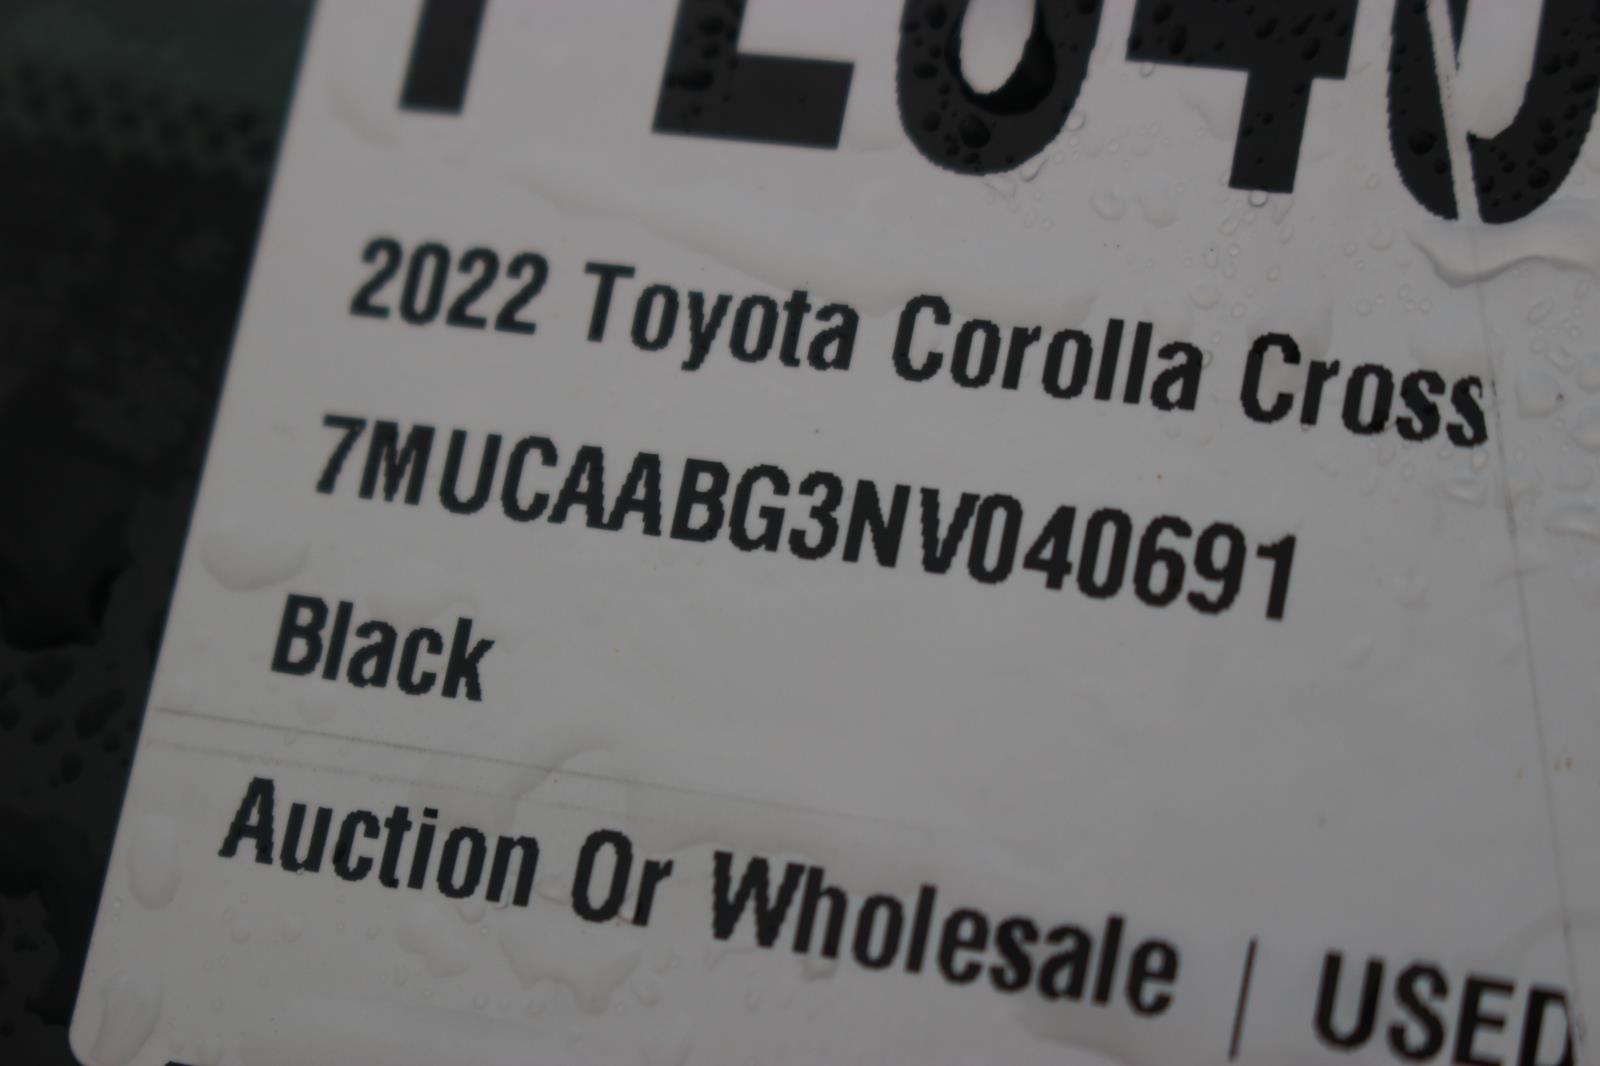 2022 Toyota Corolla Cross
7MUCAABG3NV040691
Black
Auction Or Wholesale | USED